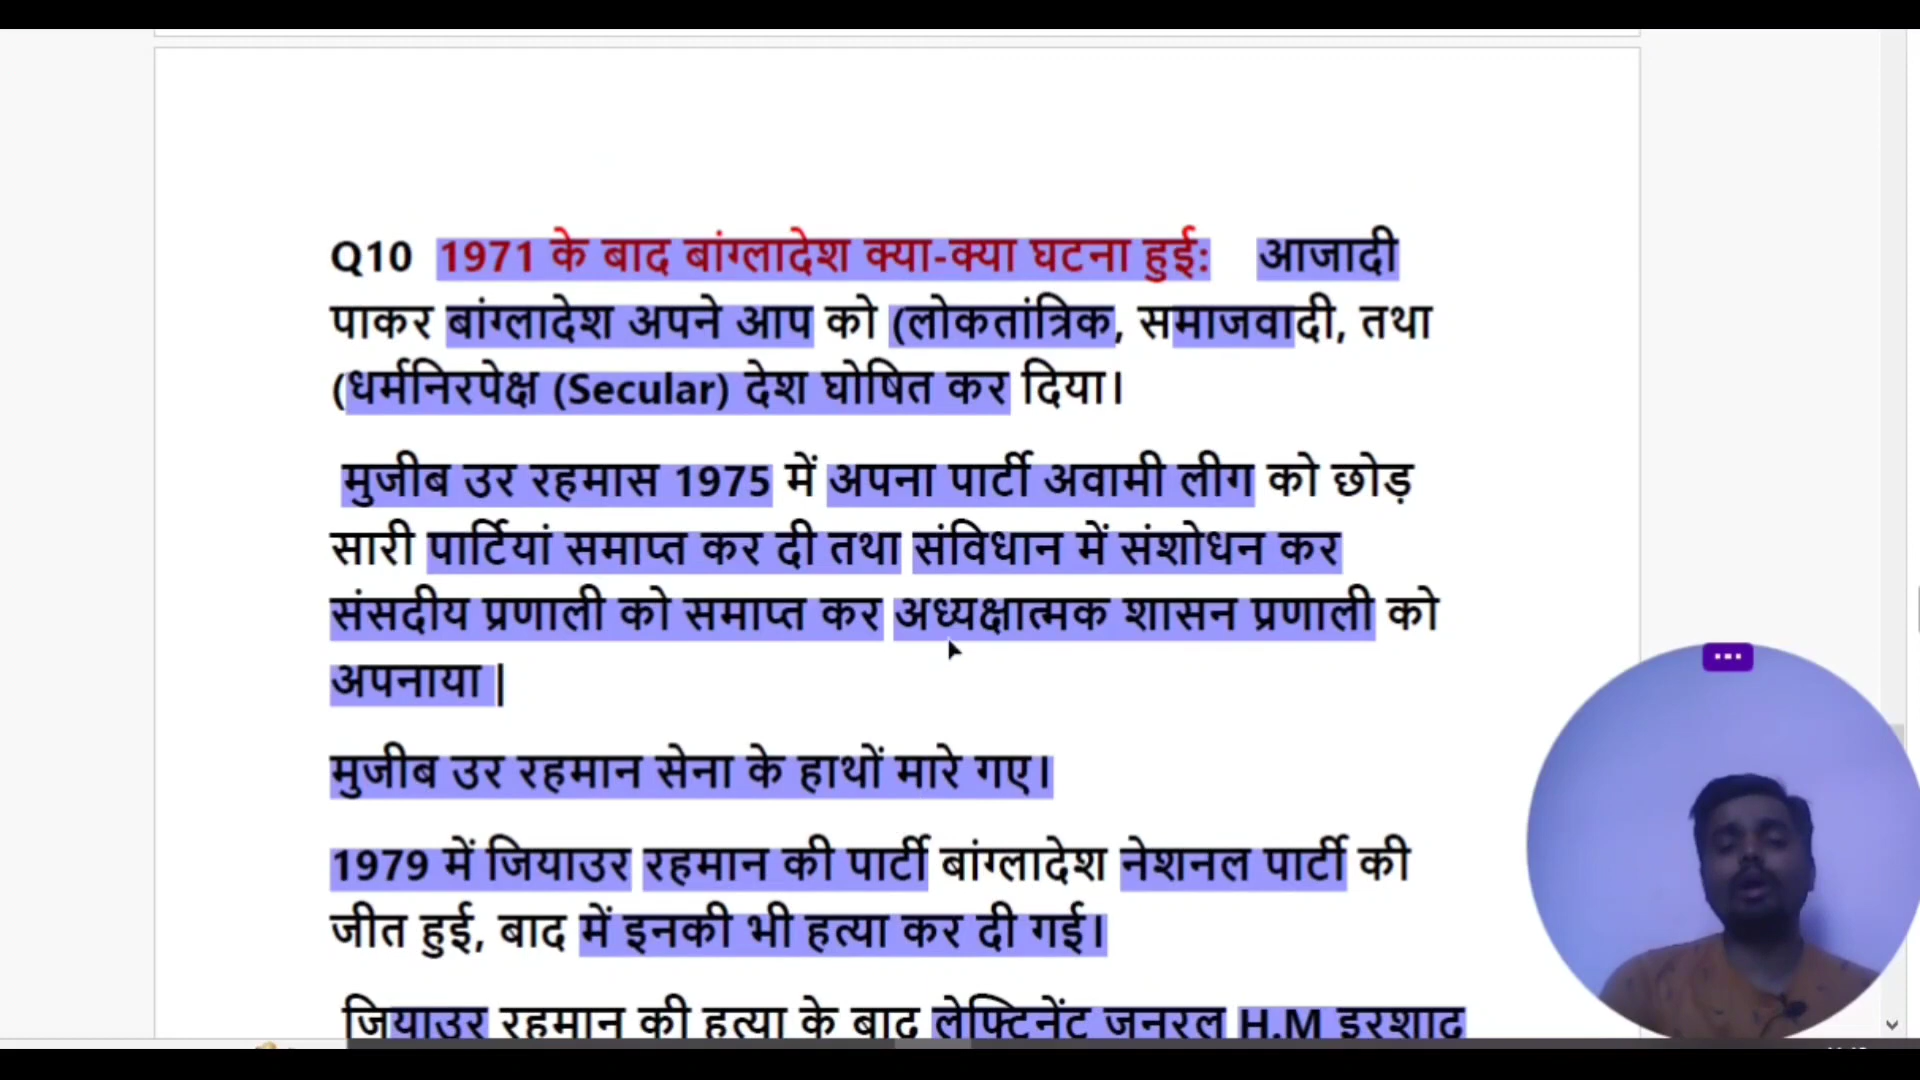 Q10 1971 के बाद बांग्लादेश क्या-क्या घटना हुई: आजादी
पाकर बांग्लादेश अपने आप को (लोकतांत्रिक, समाजवादी, तथा
(धर्मनिरपेक्ष (Secular) देश घोषित कर दिया।
मुजीब उर रहमास 1975 में अपना पार्टी अवामी लीग को छोड़
सारी पार्टियां समाप्त कर दी तथा संविधान में संशोधन कर
संसदीय प्रणाली को समाप्त कर अध्यक्षात्मक शासन प्रणाली को
अपनाया |
मुजीब उर रहमान सेना के हाथों मारे गए।
1979 में जियाउर रहमान की पार्टी बांग्लादेश नेशनल पार्टी की
जीत हुई, बाद में इनकी भी हत्या कर दी गई।
जियाउर रहमान की हत्या के बाद लेफ्टिनेंट जनरल H.M इरशाद